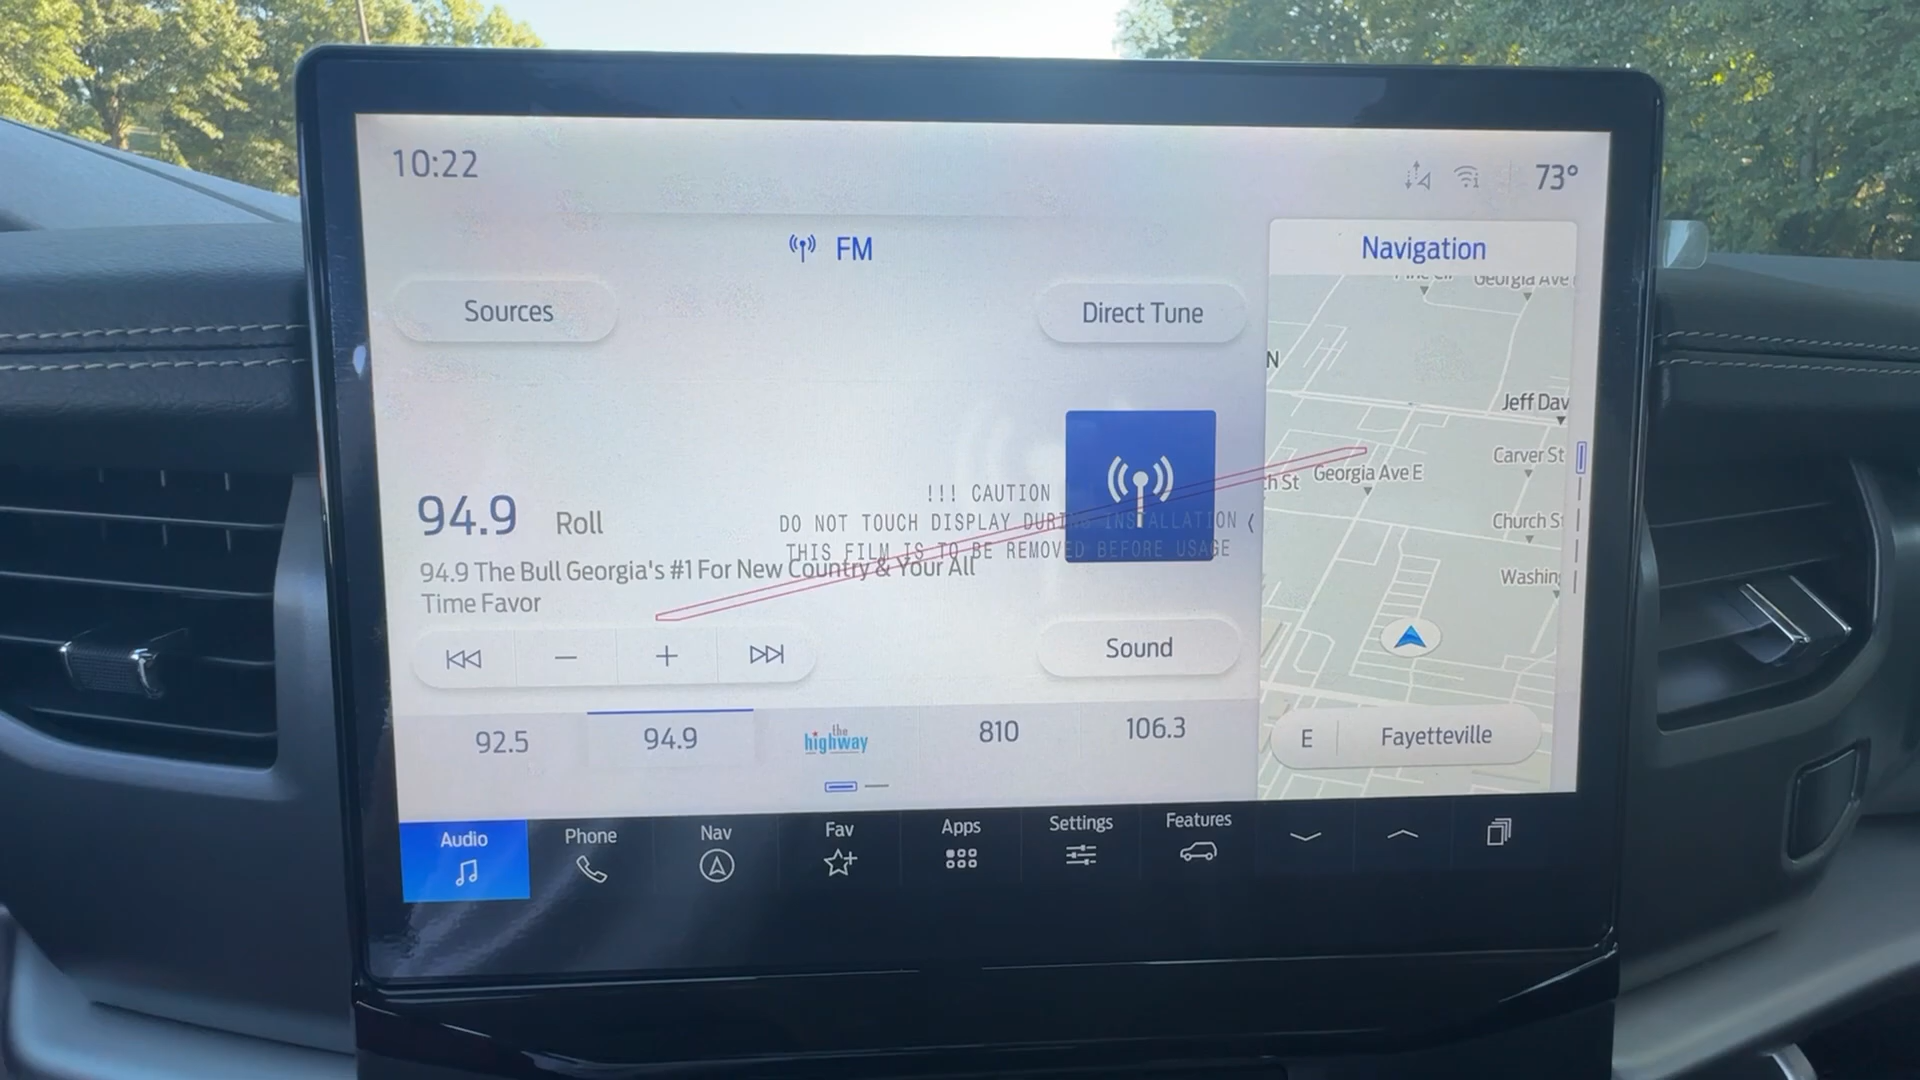 10:22
73°
FM
Navigation
Sources
Direct Tune
Georgia Ave
N
Jeff Dav
Carver St
Georgia Ave E
h St
!!! CAUTION
DO NOT TOUCH DISPLAY DURING INSTALLATION
THIS FILM IS TO BE REMOVED BEFORE USAGE
94.9
Roll
94.9 The Bull Georgia's #1 For New Country & Your All
Time Favor
Church St
Washin
Sound
92.5
94.9
the
highway
810
106.3
E
Fayetteville
Audio
Phone
Nav
Fav
Apps
Settings
Features